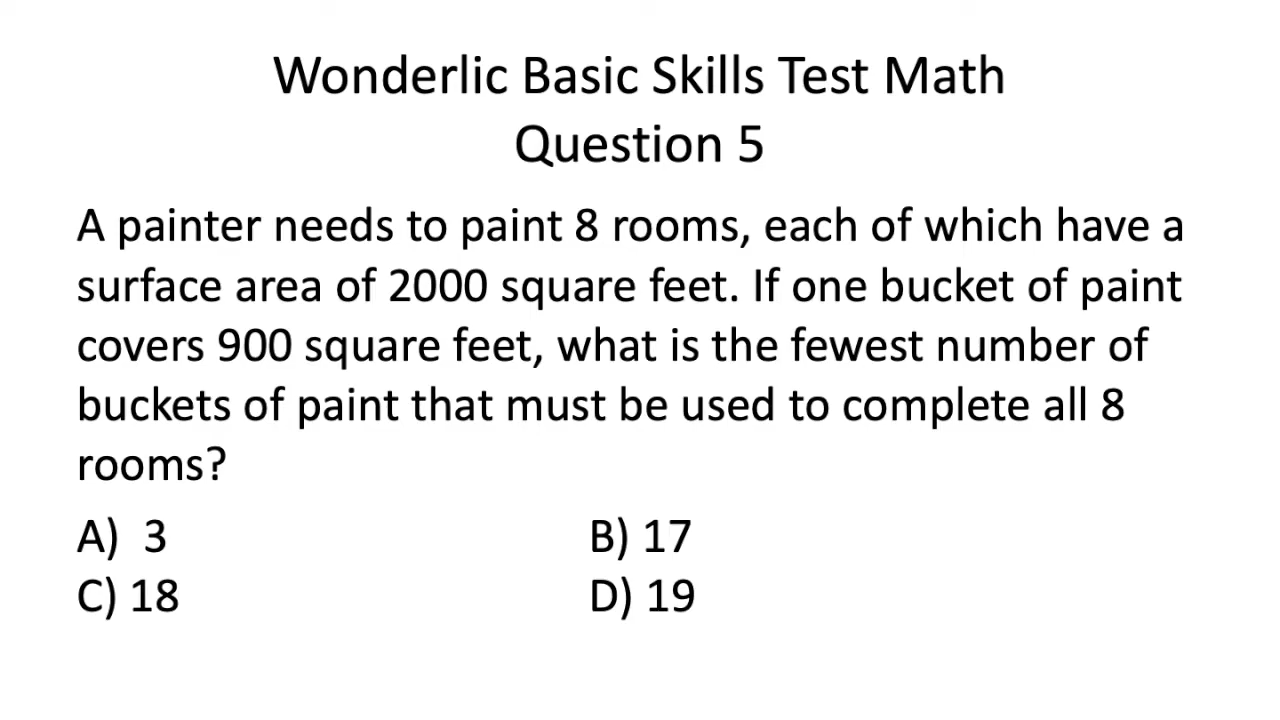 Wonderlic Basic Skills Test Math
Question 5
A painter needs to paint 8 rooms, each of which have a
surface area of 2000 square feet. If one bucket of paint
covers 900 square feet, what is the fewest number of
buckets of paint that must be used to complete all 8
rooms?
A) 3 B) 17
C) 18 D) 19